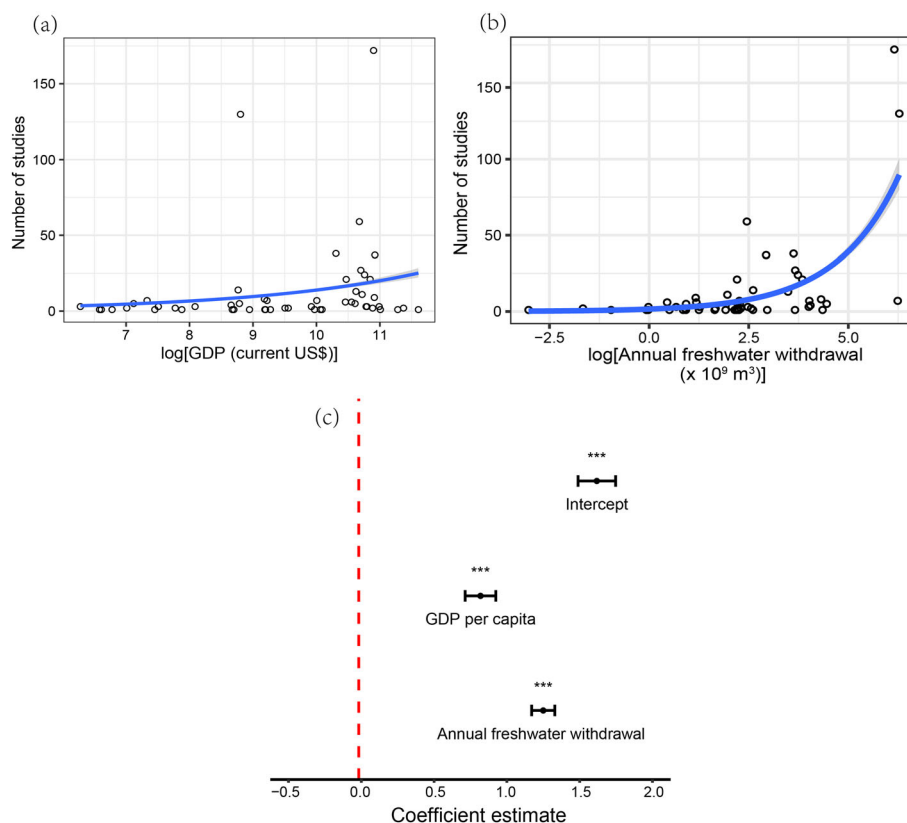 (a)
150
100
50
0
Number of studies
7 8 9 10 11
log[GDP (current US$)]
(b)
150
100
50
0
Number of studies
−2.5 0.0 2.5 5.0
log[Annual freshwater withdrawal
(x 10⁹ m³)]
(c)
***
Intercept
***
GDP per capita
***
Annual freshwater withdrawal
−0.5 0.0 0.5 1.0 1.5 2.0
Coefficient estimate